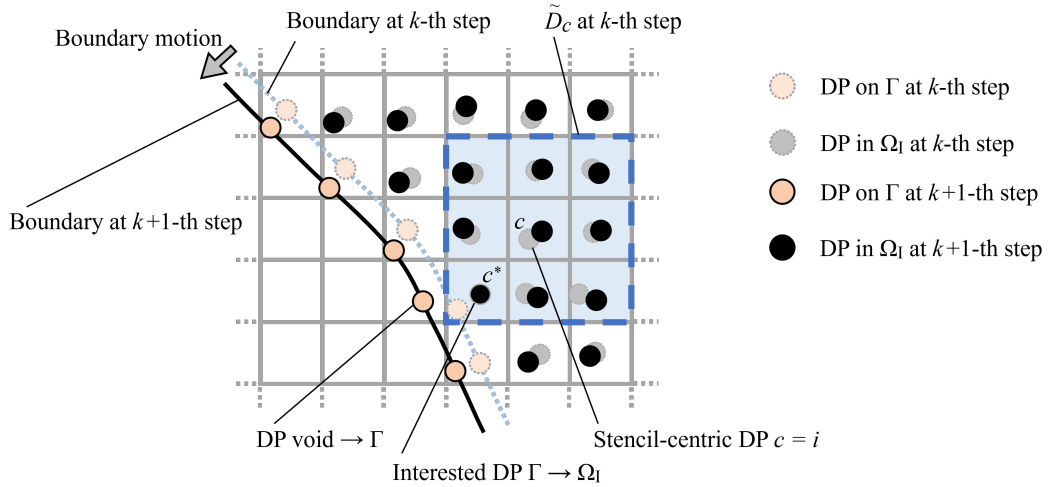 Boundary at k-th step
D̃c at k-th step
Boundary motion
DP on Γ at k-th step
DP in ΩI at k-th step
DP on Γ at k+1-th step
Boundary at k+1-th step
c
DP in ΩI at k+1-th step
c*
DP void → Γ
Stencil-centric DP c = i
Interested DP Γ → ΩI